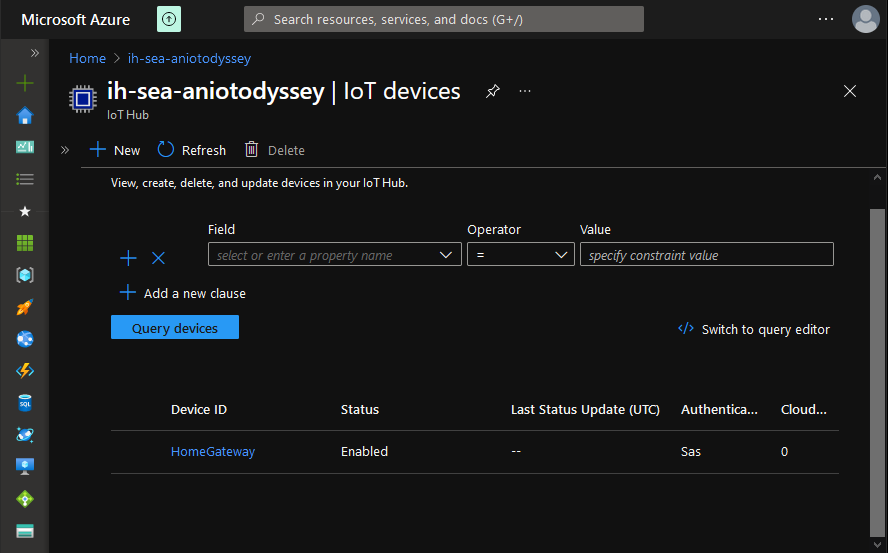 Microsoft Azure
Search resources, services, and docs (G+/)
Home > ih-sea-aniotodyssey
ih-sea-aniotodyssey | IoT devices
IoT Hub
New Refresh Delete
View, create, delete, and update devices in your IoT Hub.
Field Operator Value
select or enter a property name = specify constraint value
Add a new clause
Query devices </> Switch to query editor
Device ID Status Last Status Update (UTC) Authentica... Cloud...
HomeGateway Enabled -- Sas 0
SQL